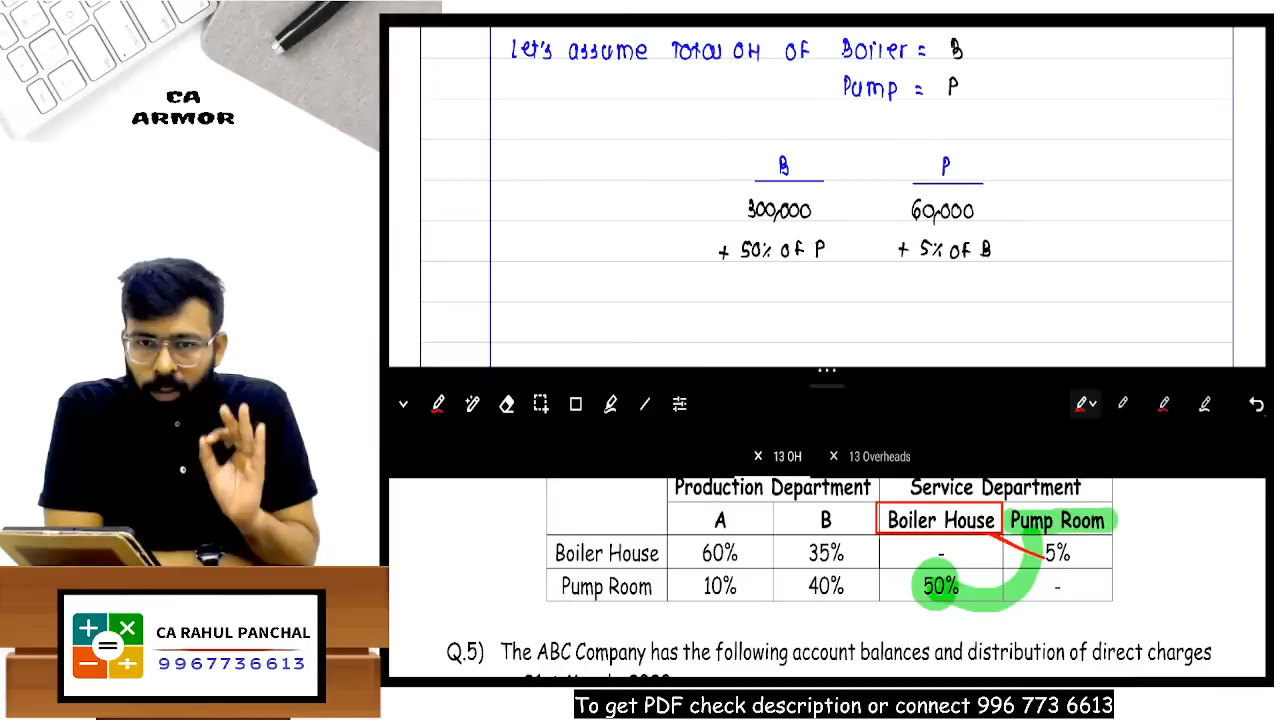 CA
ARMOR
Let's assume Total OH OF Boiler = B
Pump = P
B P
300,000 60,000
+ 50% OF P + 5% OF B
13 OH 13 Overheads
Production Department Service Department
A B Boiler House Pump Room
Boiler House 60% 35% - 5%
Pump Room 10% 40% 50% -
Q.5) The ABC Company has the following account balances and distribution of direct charges
CA RAHUL PANCHAL
9967736613
To get PDF check description or connect 996 773 6613